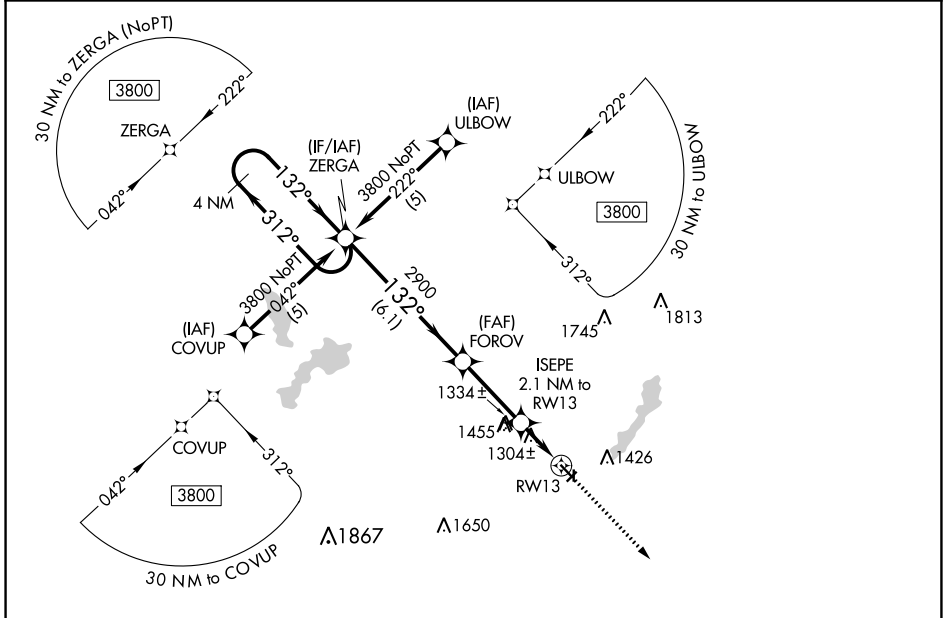 30 NM to ZERGA (NoPT)
3800
222°
ZERGA
042°
(IAF)
ULBOW
(IF/IAF)
ZERGA
3800 NoPT
222°
(5)
132°
4 NM
312°
3800 NoPT
042°
(5)
(IAF)
COVUP
222°
ULBOW
3800
312°
30 NM to ULBOW
2900
132°
(6.1)
(FAF)
FOROV
1745
1813
ISEPE
2.1 NM to
RW13
1334±
1455
1304±
1426
RW13
COVUP
042°
312°
3800
30 NM to COVUP
1867
1650